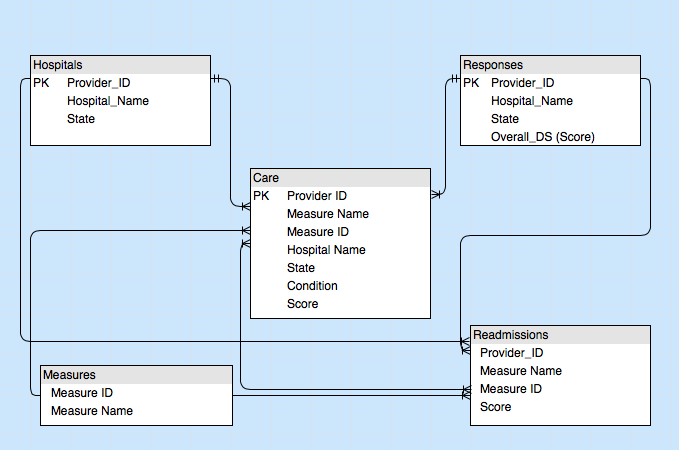 Hospitals
PK Provider_ID
Hospital_Name
State
Responses
PK Provider_ID
Hospital_Name
State
Overall_DS (Score)
Care
PK Provider ID
Measure Name
Measure ID
Hospital Name
State
Condition
Score
Readmissions
Provider_ID
Measure Name
Measure ID
Score
Measures
Measure ID
Measure Name